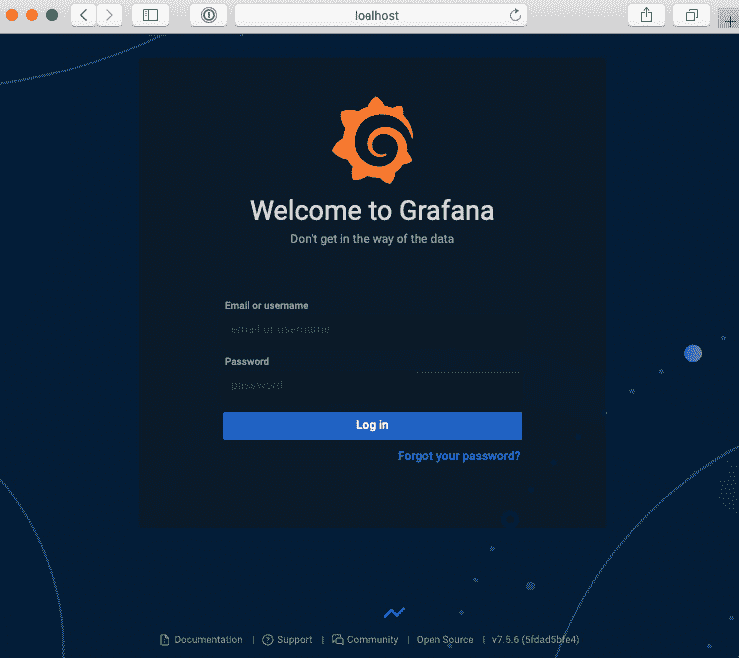 loelhost
Welcome to Grafana
Don't get in the way of the data
Email or username
email or username
Password
password
Log in
Forgot your password?
Documentation | Support | Community | Open Source | v7.5.6 (5fdad5bfe4)